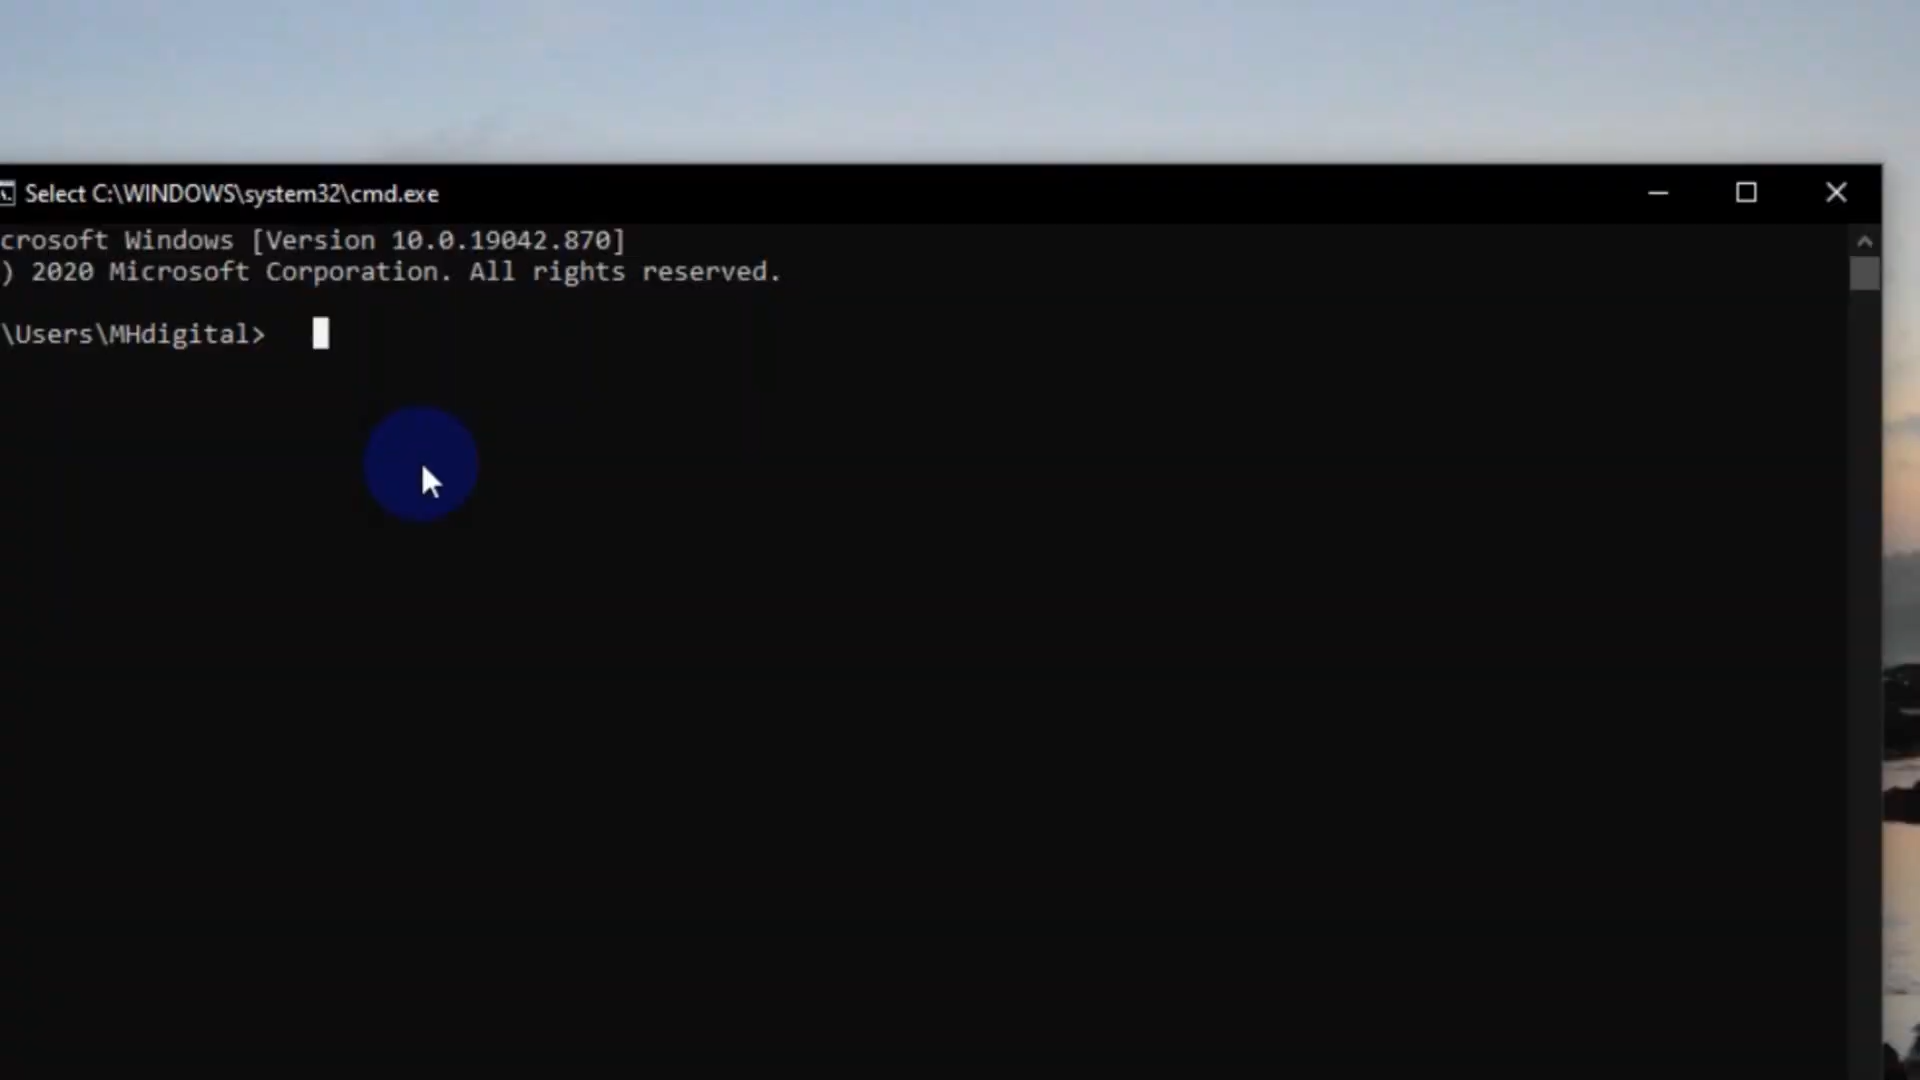 Select C:\WINDOWS\system32\cmd.exe
crosoft Windows [Version 10.0.19042.870]
) 2020 Microsoft Corporation. All rights reserved.
\Users\MHdigital>